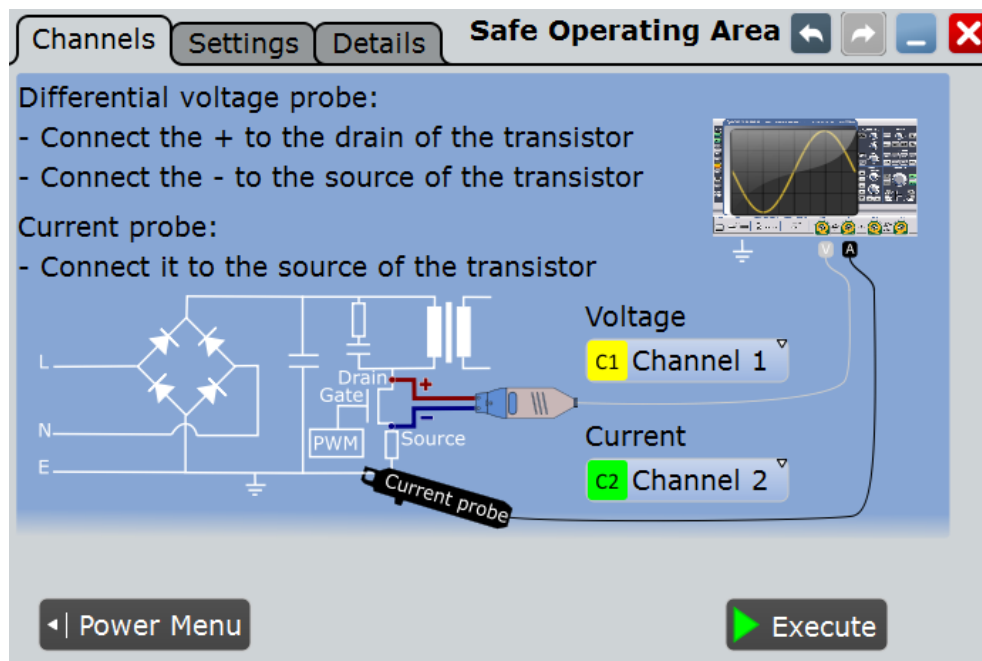 Channels
Settings
Details
Safe Operating Area
Differential voltage probe:
- Connect the + to the drain of the transistor
- Connect the - to the source of the transistor
Current probe:
- Connect it to the source of the transistor
V A
Voltage
C1 Channel 1
L
Drain
+
Gate
-
N
PWM
Source
Current
E
C2 Channel 2
Current probe
Power Menu
Execute